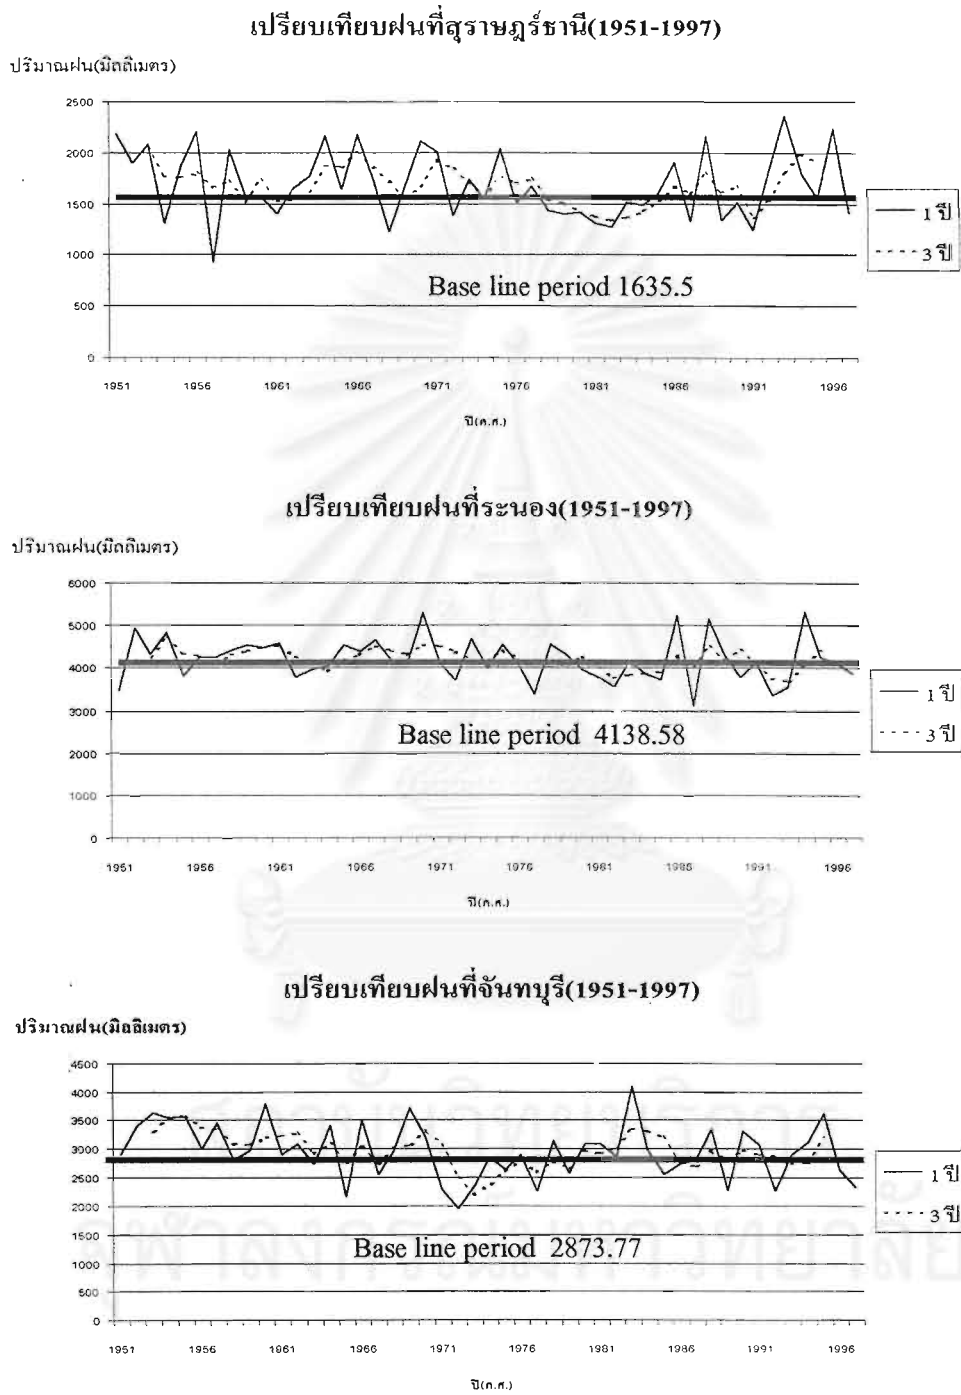 เปรียบเทียบฝนที่สุราษฎร์ธานี(1951-1997)
ปริมาณฝน(มิลลิเมตร)
2500
2000
1500
1000
500
0
1951 1956 1961 1966 1971 1976 1981 1986 1991 1996
ปี(ค.ศ.)
Base line period 1635.5
1 ปี
3 ปี
เปรียบเทียบฝนที่ระนอง(1951-1997)
ปริมาณฝน(มิลลิเมตร)
6000
5000
4000
3000
2000
1000
0
1951 1956 1961 1966 1971 1976 1981 1986 1991 1996
ปี(ค.ศ.)
Base line period 4138.58
1 ปี
3 ปี
เปรียบเทียบฝนที่จันทบุรี(1951-1997)
ปริมาณฝน(มิลลิเมตร)
4500
4000
3500
3000
2500
2000
1500
1000
500
0
1951 1956 1961 1966 1971 1976 1981 1986 1991 1996
ปี(ค.ศ.)
Base line period 2873.77
1 ปี
3 ปี